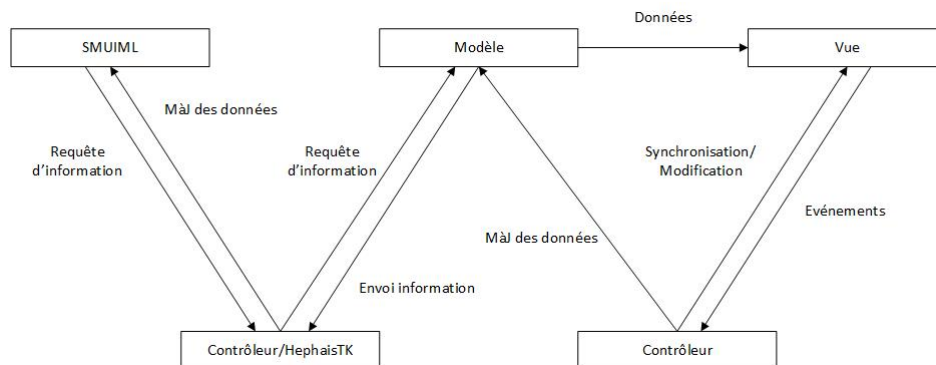 Données
SMUIML
Modèle
Vue
MàJ des données
Requête
d’information
Requête
d’information
Synchronisation/
Modification
Evénements
MàJ des données
Envoi information
Contrôleur/HephaisTK
Contrôleur